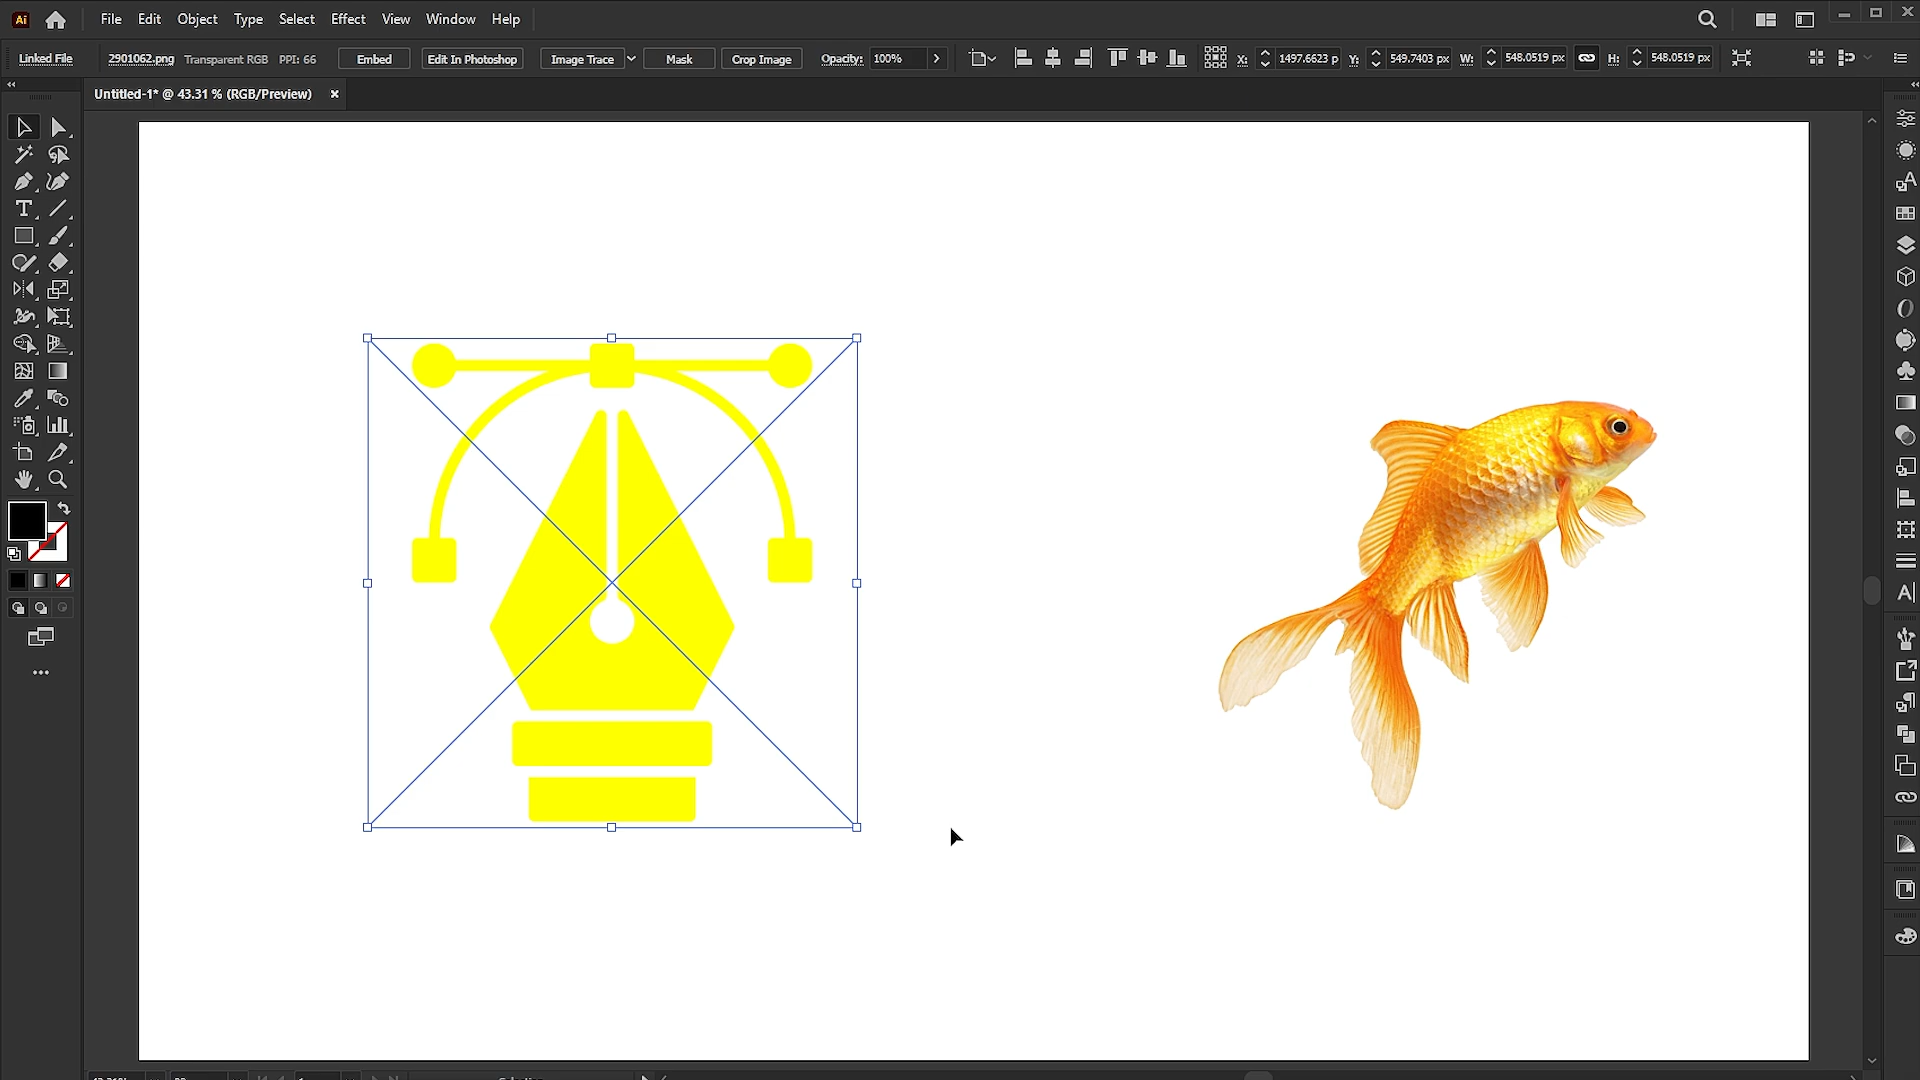 Ai File Edit Object Type Select Effect View Window Help
Linked File 2901062.png Transparent RGB PPI: 66 Embed Edit In Photoshop Image Trace Mask Crop Image Opacity: 100% X: 1497.6623 p Y: 549.7403 px W: 548.0519 px H: 548.0519 px
Untitled-1* @ 43.31 % (RGB/Preview) ×